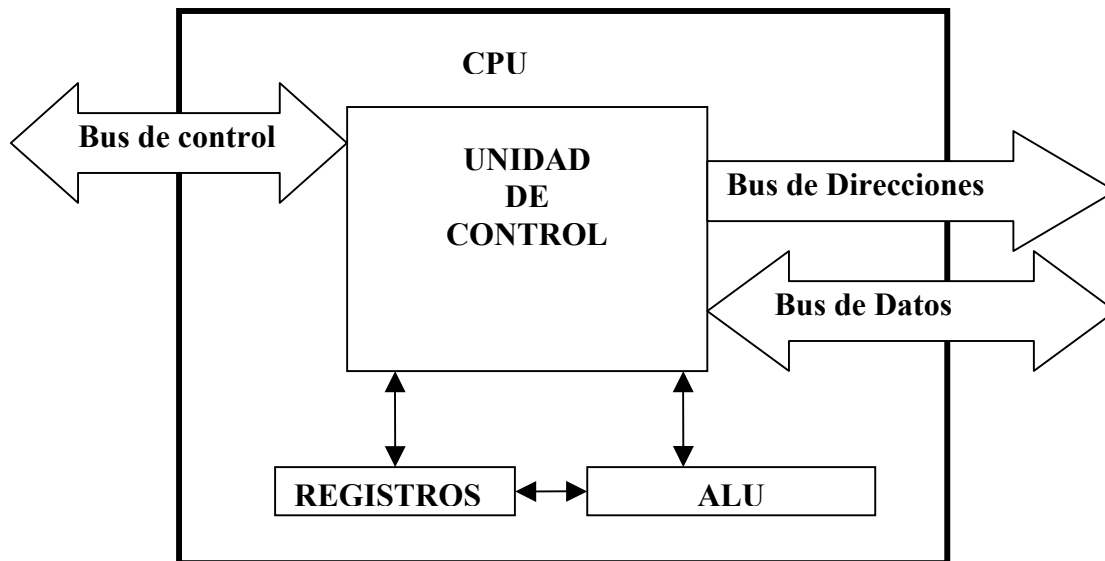 CPU
Bus de control
UNIDAD
DE
CONTROL
Bus de Direcciones
Bus de Datos
REGISTROS
ALU